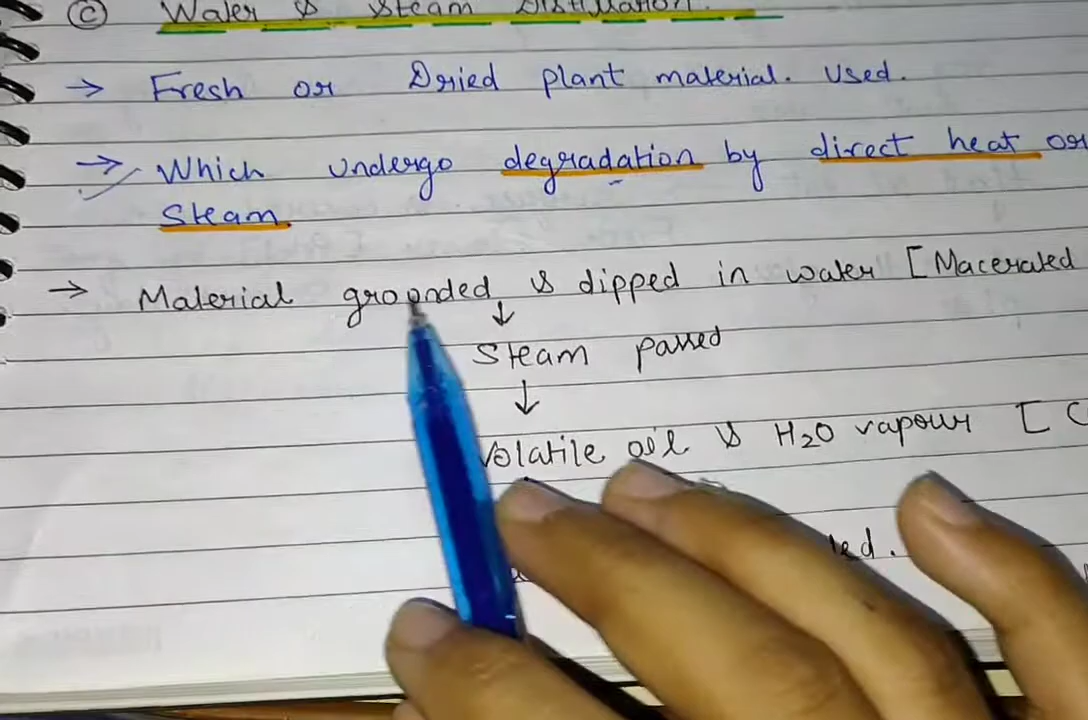 (C) Water & Steam Distillation.
→ Fresh or Dried plant material. used.
→ Which undergo degradation by direct heat or
Steam.
→ Material grounded & dipped in water [Macerated
↓
Steam passed
↓
Volatile oil & H2O vapour [C
led.